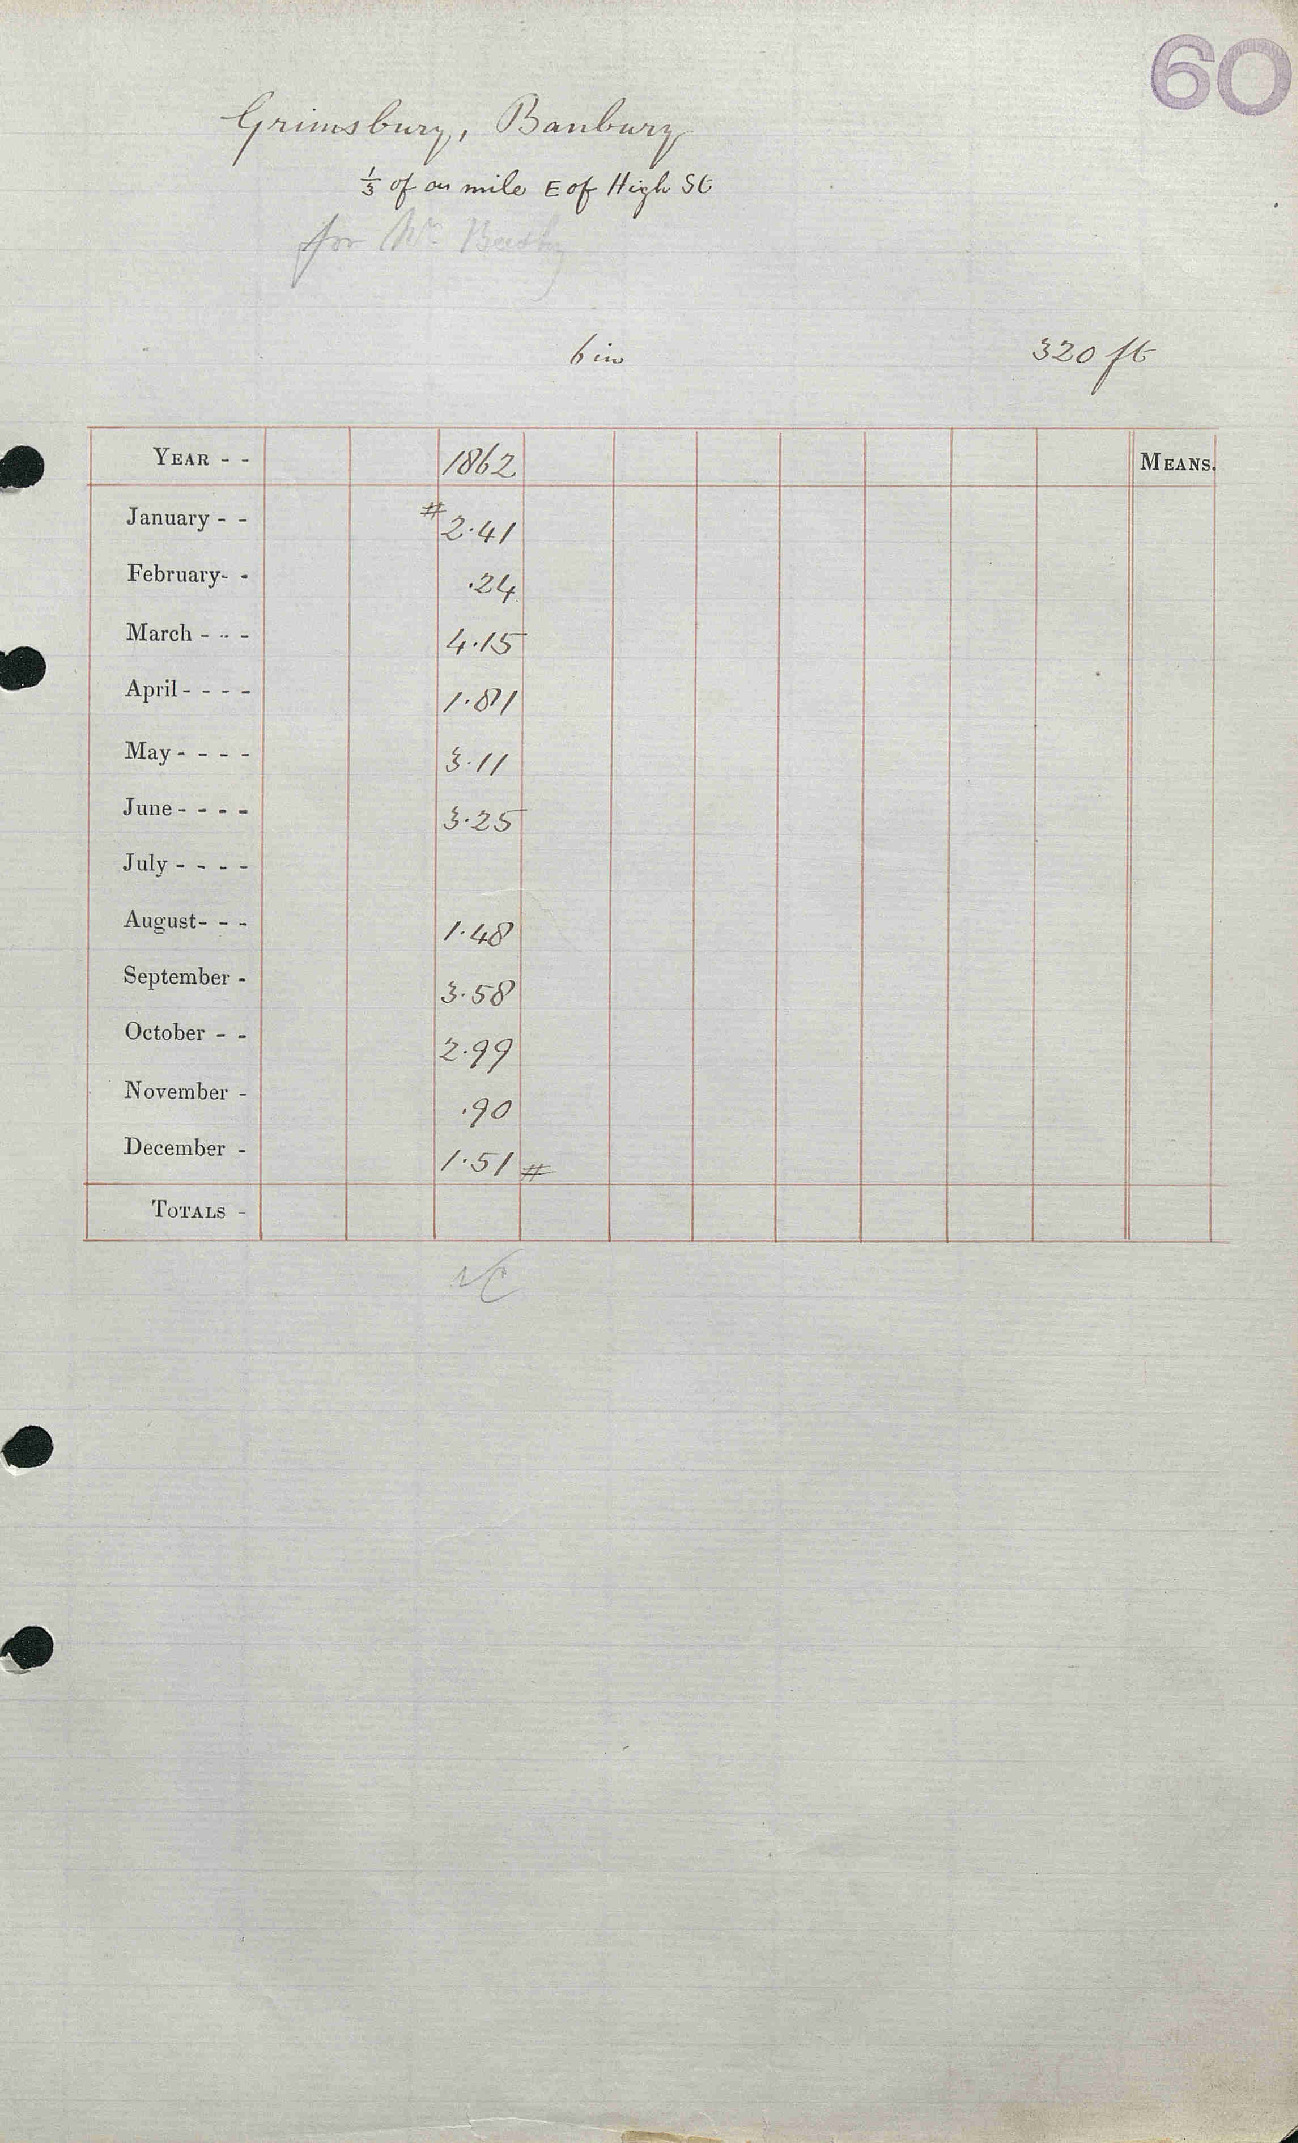 60
Grimsbury, Banbury
⅓ of a mile E of High St
for Mr. Beesley
6 in 320 ft
YEAR - - 1862 MEANS.
January - - # 2.41
February- - .24
March - - - 4.15
April - - - - 1.81
May - - - - 3.11
June - - - - 3.25
July - - - -
August- - - 1.48
September - 3.58
October - - 2.99
November - .90
December - 1.51 #
TOTALS -